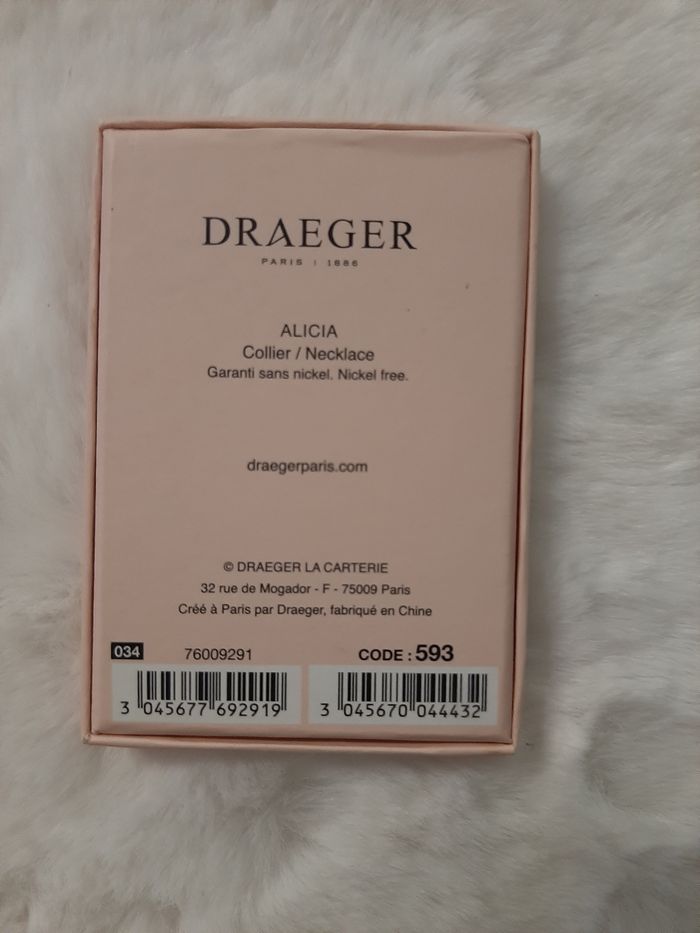 DRAEGER
PARIS | 1886
ALICIA
Collier / Necklace
Garanti sans nickel. Nickel free.
draegerparis.com
© DRAEGER LA CARTERIE
32 rue de Mogador - F - 75009 Paris
Créé à Paris par Draeger, fabriqué en Chine
034 76009291 CODE : 593
3 045677 692919 3 045670 044432